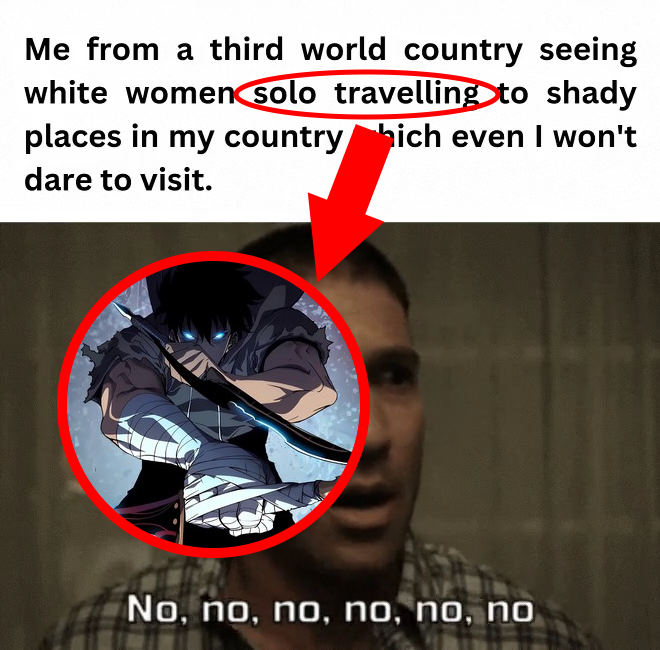 Me from a third world country seeing
white women solo travelling to shady
places in my country which even I won't
dare to visit.
No, no, no, no, no, no